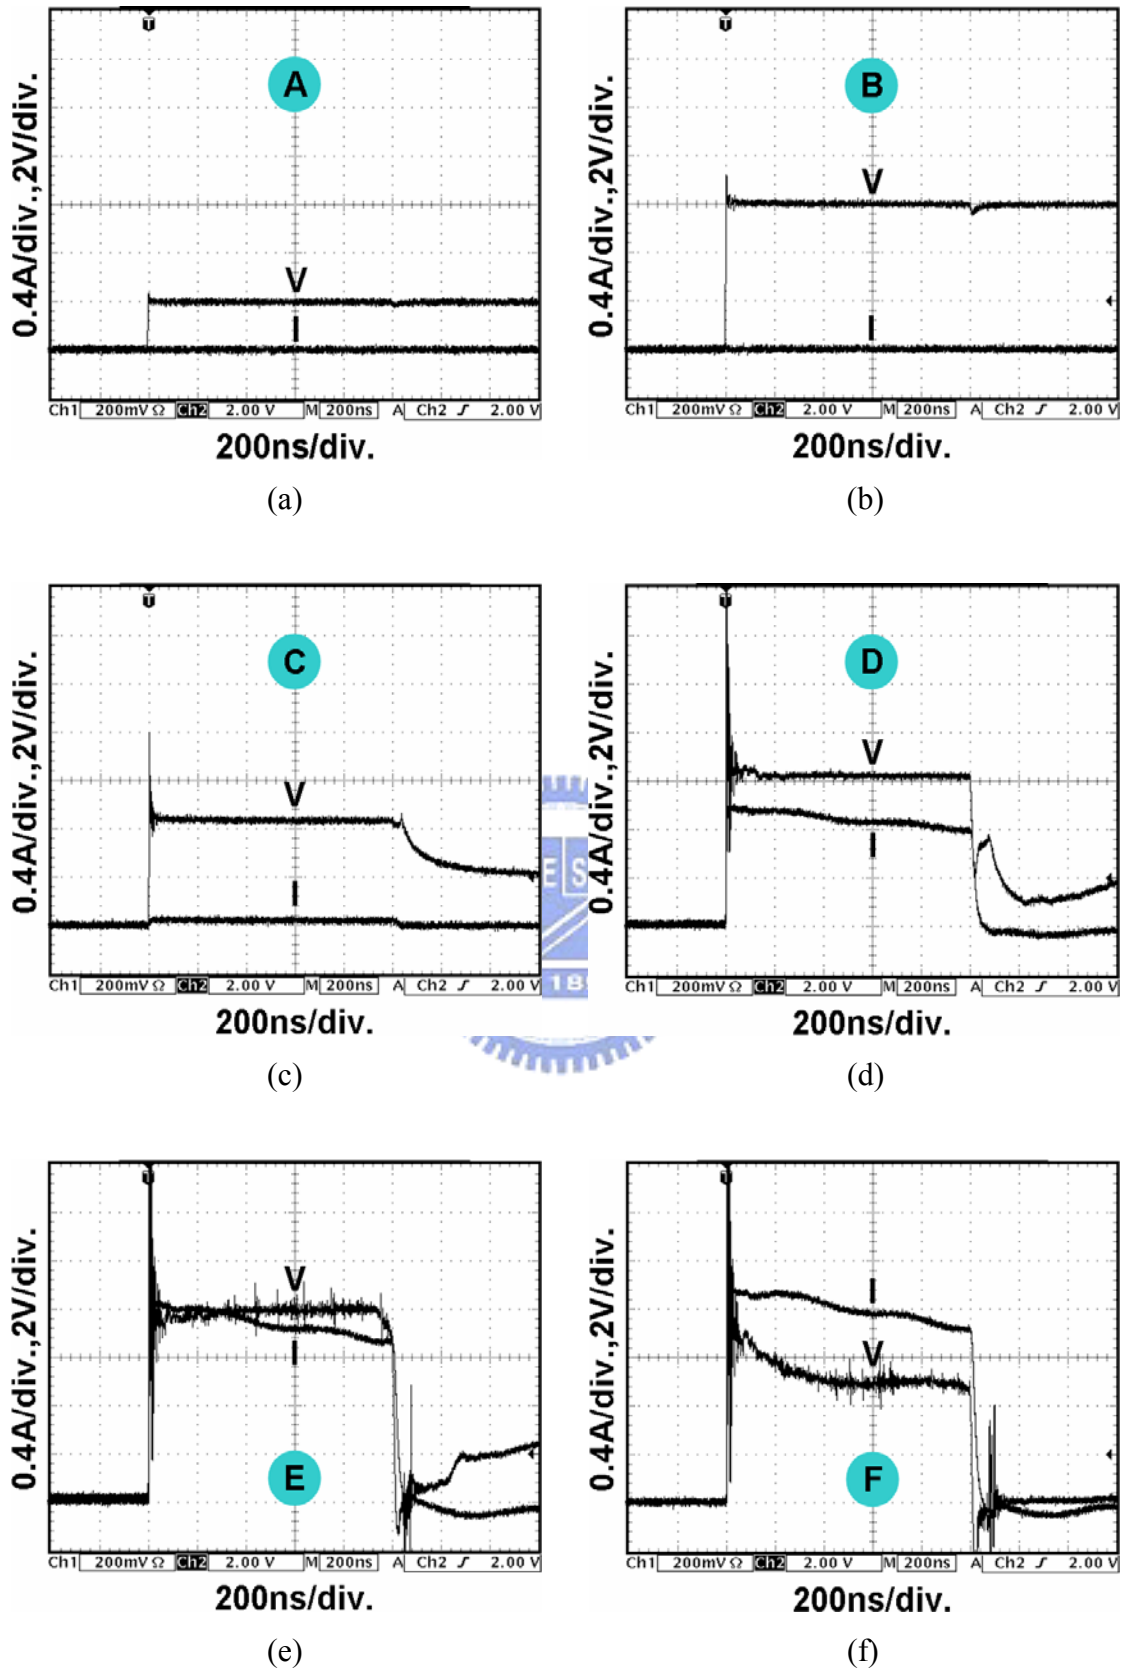 T
A
V
I
0.4A/div.,2V/div.
Ch1 200mV Ω Ch2 2.00 V M 200ns A Ch2 ∫ 2.00 V
200ns/div.
(a)
T
B
V
I
0.4A/div.,2V/div.
Ch1 200mV Ω Ch2 2.00 V M 200ns A Ch2 ∫ 2.00 V
200ns/div.
(b)
T
C
V
I
0.4A/div.,2V/div.
Ch1 200mV Ω Ch2 2.00 V M 200ns A Ch2 ∫ 2.00 V
200ns/div.
(c)
T
D
V
I
0.4A/div.,2V/div.
Ch1 200mV Ω Ch2 2.00 V M 200ns A Ch2 ∫ 2.00 V
200ns/div.
(d)
E S
18
T
V
I
E
0.4A/div.,2V/div.
Ch1 200mV Ω Ch2 2.00 V M 200ns A Ch2 ∫ 2.00 V
200ns/div.
(e)
T
I
V
F
0.4A/div.,2V/div.
Ch1 200mV Ω Ch2 2.00 V M 200ns A Ch2 ∫ 2.00 V
200ns/div.
(f)